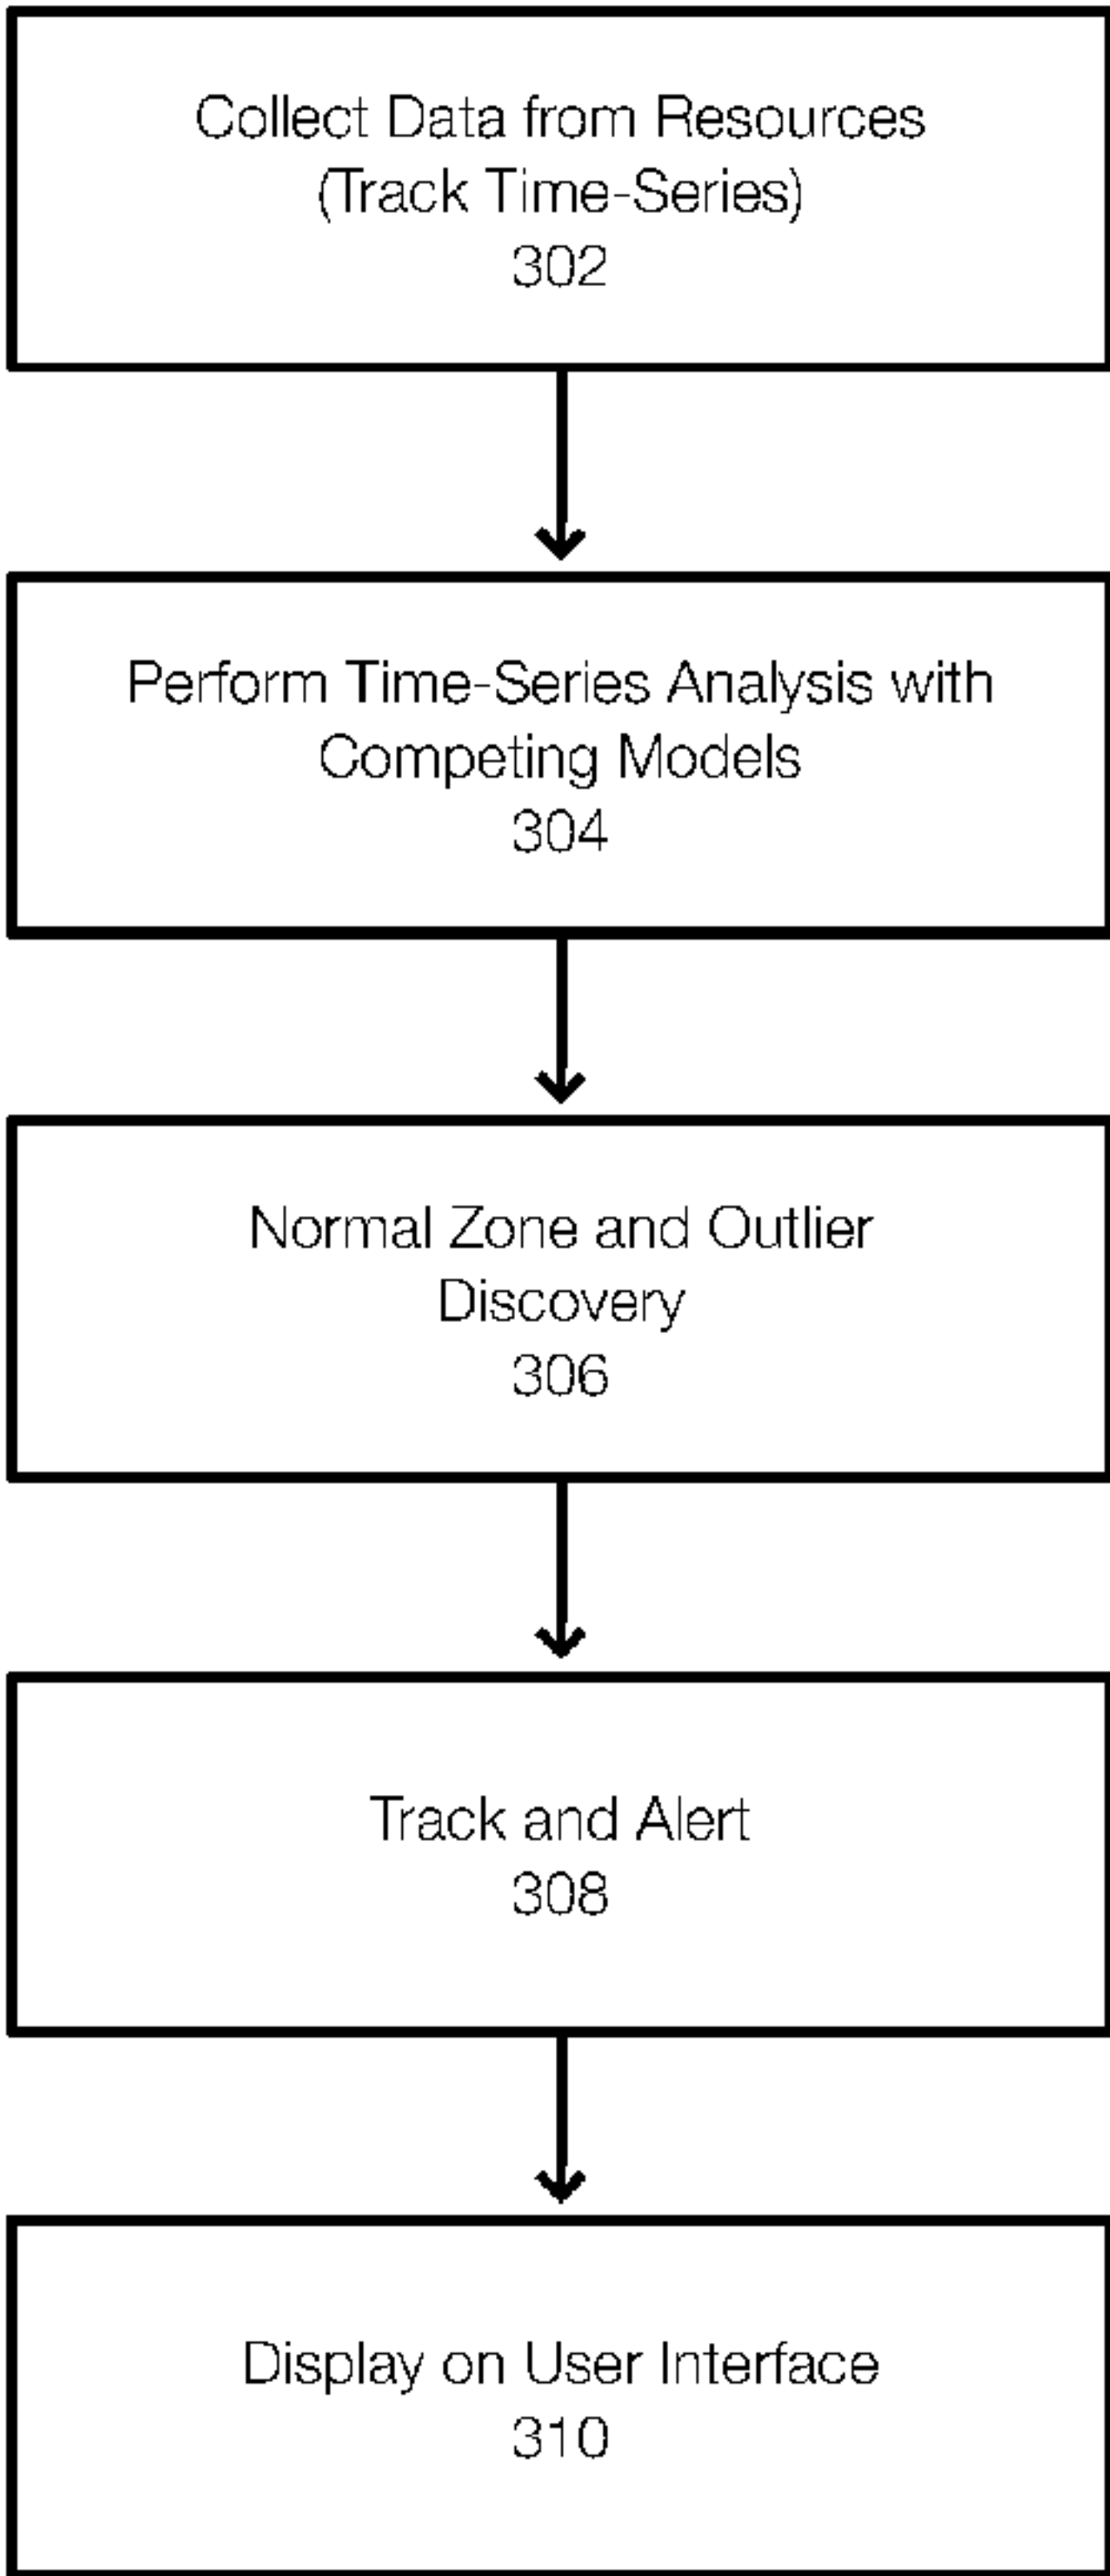 Collect Data from Resources
(Track Time-Series)
302
Perform Time-Series Analysis with
Competing Models
304
Normal Zone and Outlier
Discovery
306
Track and Alert
308
Display on User Interface
310